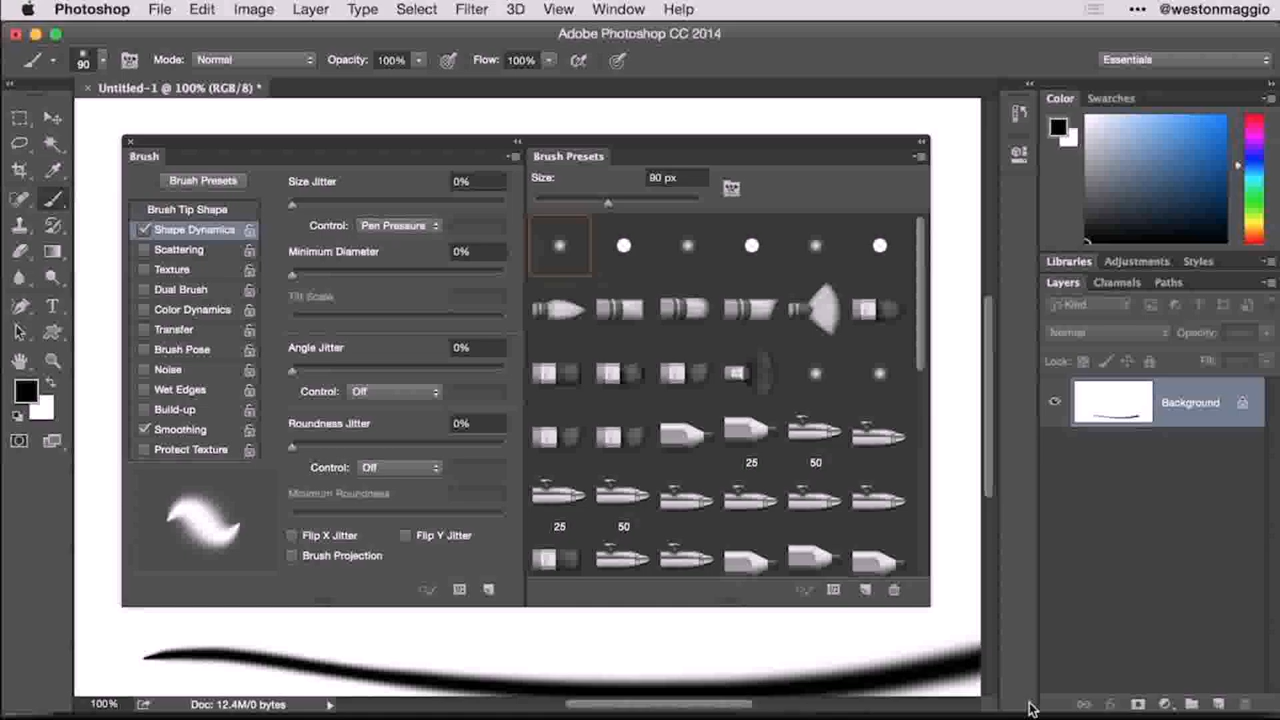 Photoshop File Edit Image Layer Type Select Filter 3D View Window Help ••• @westonmaggio
Adobe Photoshop CC 2014
90 Mode: Normal Opacity: 100% Flow: 100% Essentials
× Untitled-1 @ 100% (RGB/8) *
Color Swatches
Brush
Brush Presets
Brush Presets
Size: 90 px
Brush Tip Shape
Shape Dynamics
Scattering
Texture
Dual Brush
Color Dynamics
Transfer
Brush Pose
Noise
Wet Edges
Build-up
Smoothing
Protect Texture
Size Jitter 0%
Control: Pen Pressure
Minimum Diameter 0%
Tilt Scale
Angle Jitter 0%
Control: Off
Roundness Jitter 0%
Control: Off
Minimum Roundness
Flip X Jitter Flip Y Jitter
Brush Projection
25 50
25 50
Libraries Adjustments Styles
Layers Channels Paths
Kind
Normal Opacity:
Lock: Fill:
Background
100% Doc: 12.4M/0 bytes